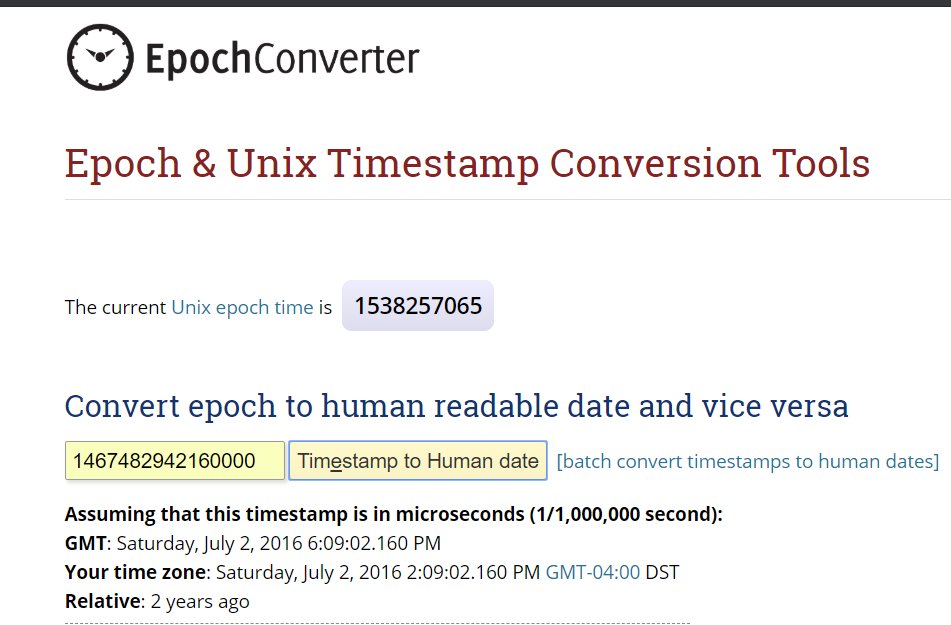 EpochConverter
Epoch & Unix Timestamp Conversion Tools
The current Unix epoch time is 1538257065
Convert epoch to human readable date and vice versa
1467482942160000 Timestamp to Human date [batch convert timestamps to human dates]
Assuming that this timestamp is in microseconds (1/1,000,000 second):
GMT: Saturday, July 2, 2016 6:09:02.160 PM
Your time zone: Saturday, July 2, 2016 2:09:02.160 PM GMT-04:00 DST
Relative: 2 years ago